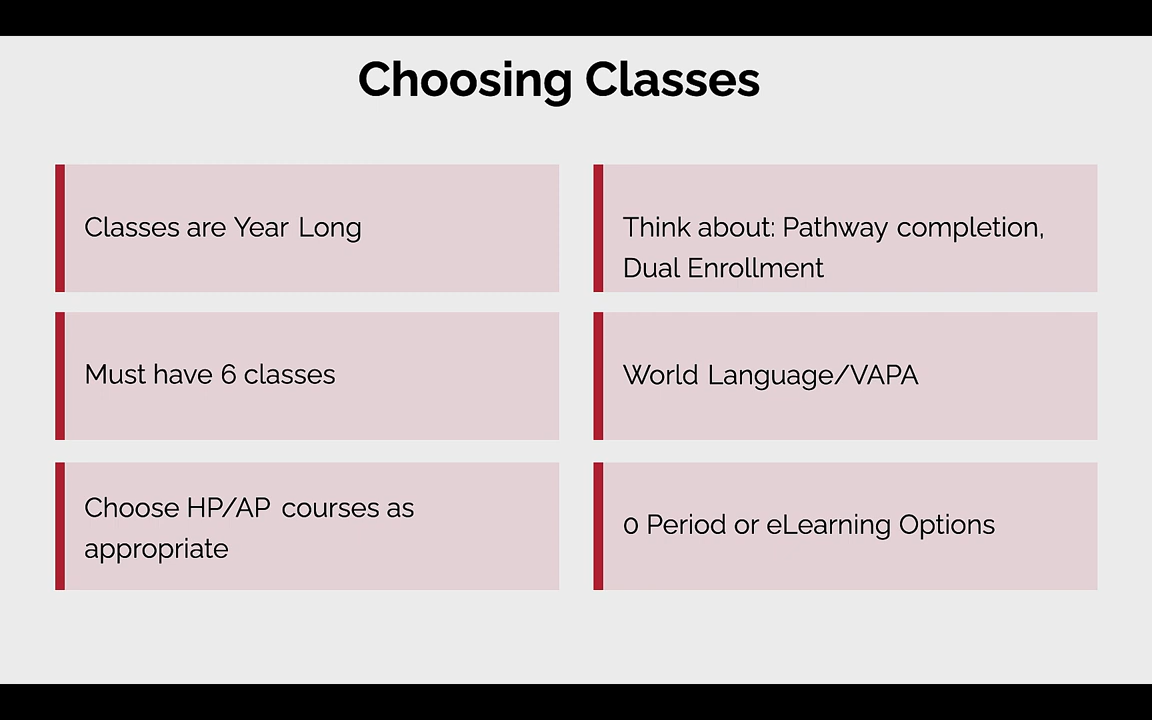 Choosing Classes
Classes are Year Long
Must have 6 classes
Choose HP/AP courses as
appropriate
Think about: Pathway completion,
Dual Enrollment
World Language/VAPA
0 Period or eLearning Options